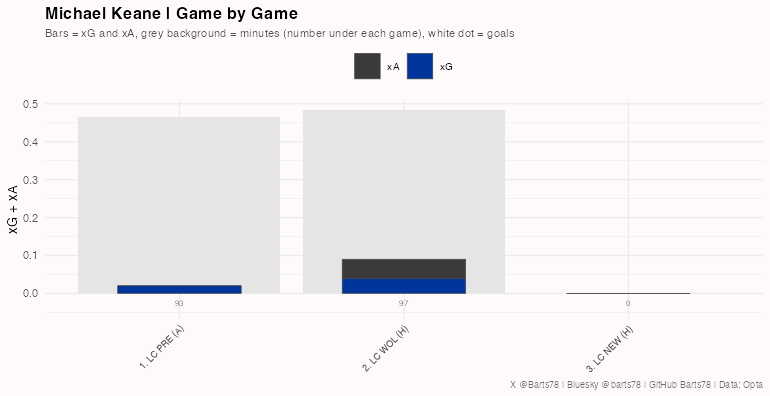 Michael Keane | Game by Game
Bars = xG and xA, grey background = minutes (number under each game), white dot = goals
xA xG
xG + xA
0.5
0.4
0.3
0.2
0.1
0.0
93 97 0
1. LC PRE (A)
2. LC WOL (H)
3. LC NEW (H)
X @Barts78 | Bluesky @barts78 | GitHub Barts78 | Data: Opta